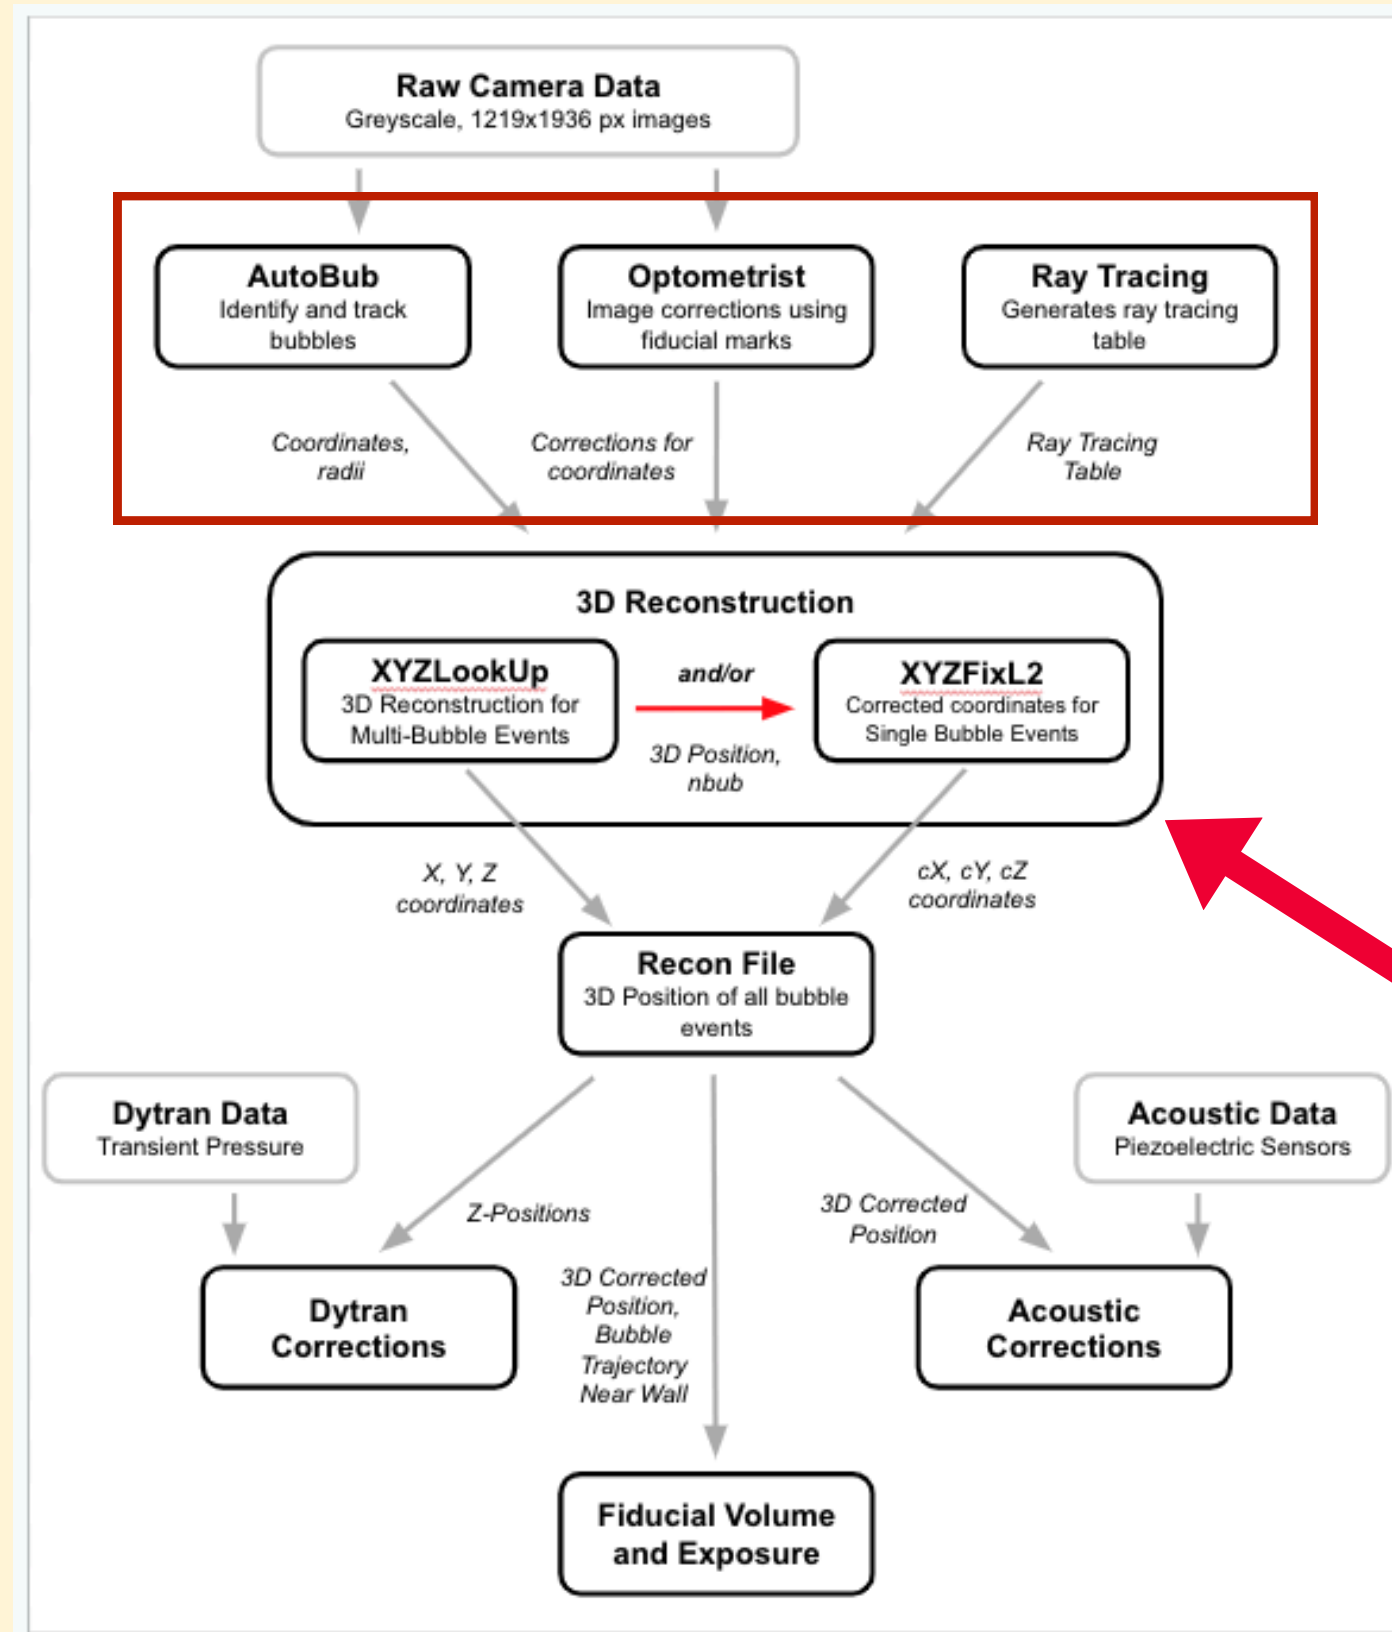 Raw Camera Data
Greyscale, 1219x1936 px images
AutoBub
Identify and track
bubbles
Optometrist
Image corrections using
fiducial marks
Ray Tracing
Generates ray tracing
table
Coordinates,
radii
Corrections for
coordinates
Ray Tracing
Table
3D Reconstruction
XYZLookUp
3D Reconstruction for
Multi-Bubble Events
and/or
3D Position,
nbub
XYZFixL2
Corrected coordinates for
Single Bubble Events
X, Y, Z
coordinates
cX, cY, cZ
coordinates
Recon File
3D Position of all bubble
events
Dytran Data
Transient Pressure
Acoustic Data
Piezoelectric Sensors
Z-Positions
3D Corrected
Position,
Bubble
Trajectory
Near Wall
3D Corrected
Position
Dytran
Corrections
Acoustic
Corrections
Fiducial Volume
and Exposure